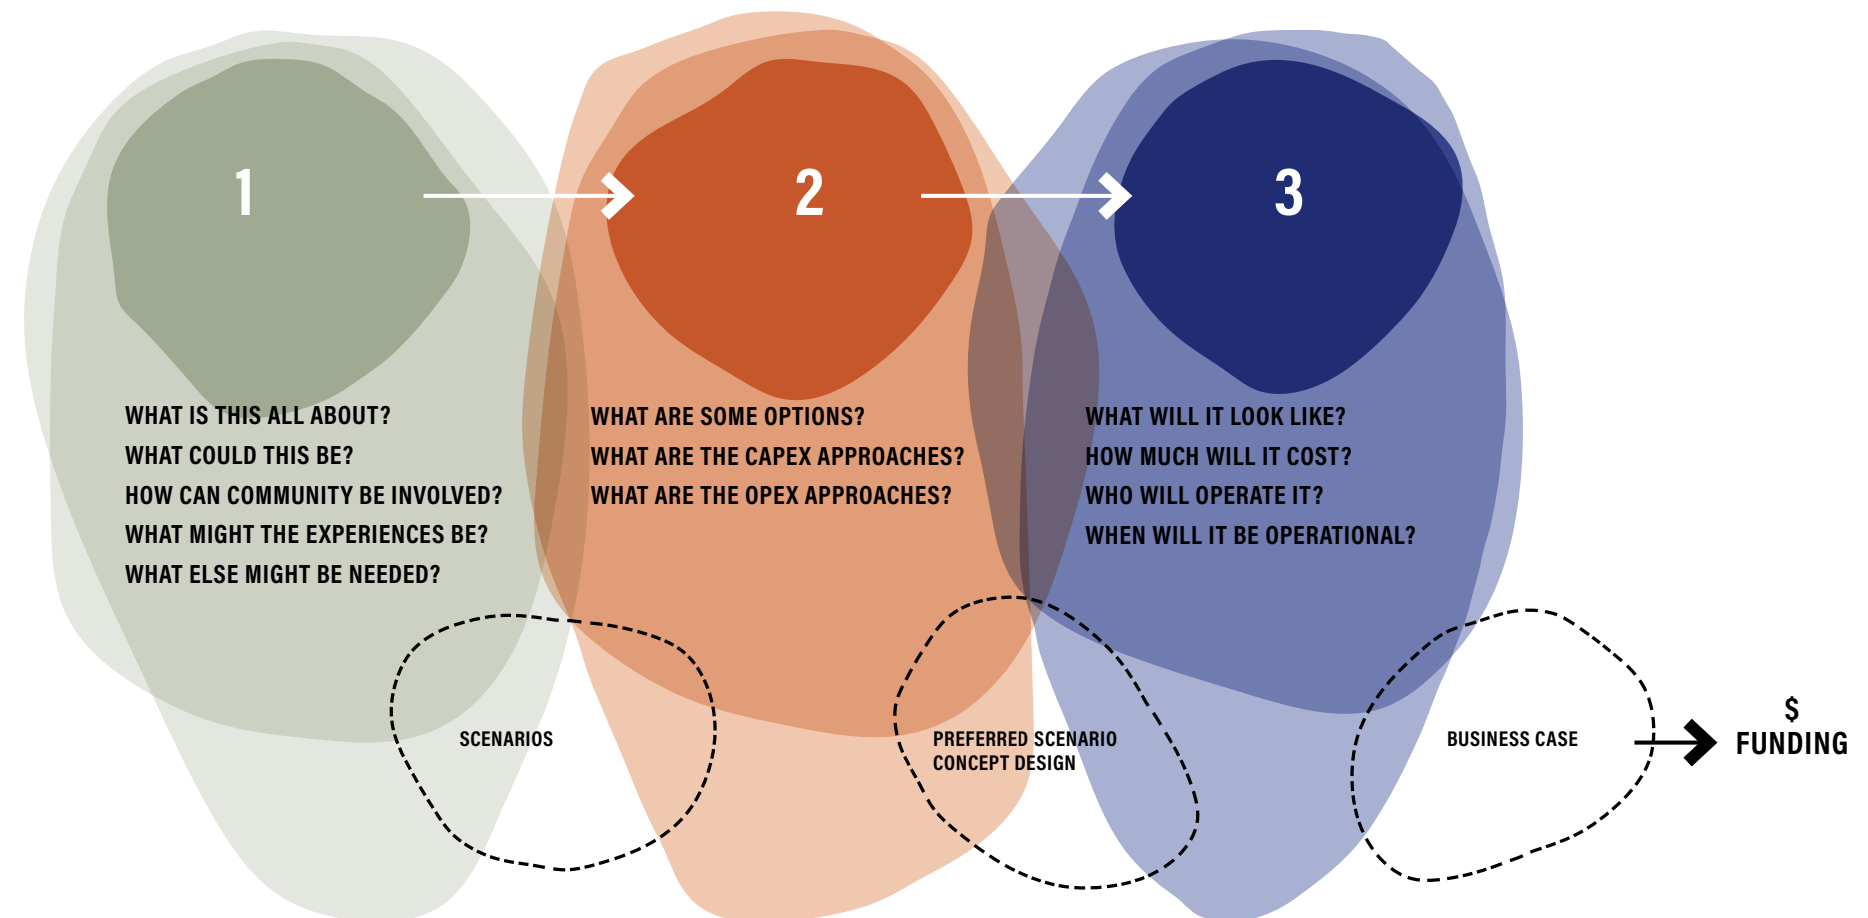 1
2
3
WHAT IS THIS ALL ABOUT?
WHAT COULD THIS BE?
HOW CAN COMMUNITY BE INVOLVED?
WHAT MIGHT THE EXPERIENCES BE?
WHAT ELSE MIGHT BE NEEDED?
WHAT ARE SOME OPTIONS?
WHAT ARE THE CAPEX APPROACHES?
WHAT ARE THE OPEX APPROACHES?
WHAT WILL IT LOOK LIKE?
HOW MUCH WILL IT COST?
WHO WILL OPERATE IT?
WHEN WILL IT BE OPERATIONAL?
SCENARIOS
PREFERRED SCENARIO
CONCEPT DESIGN
BUSINESS CASE
$
FUNDING